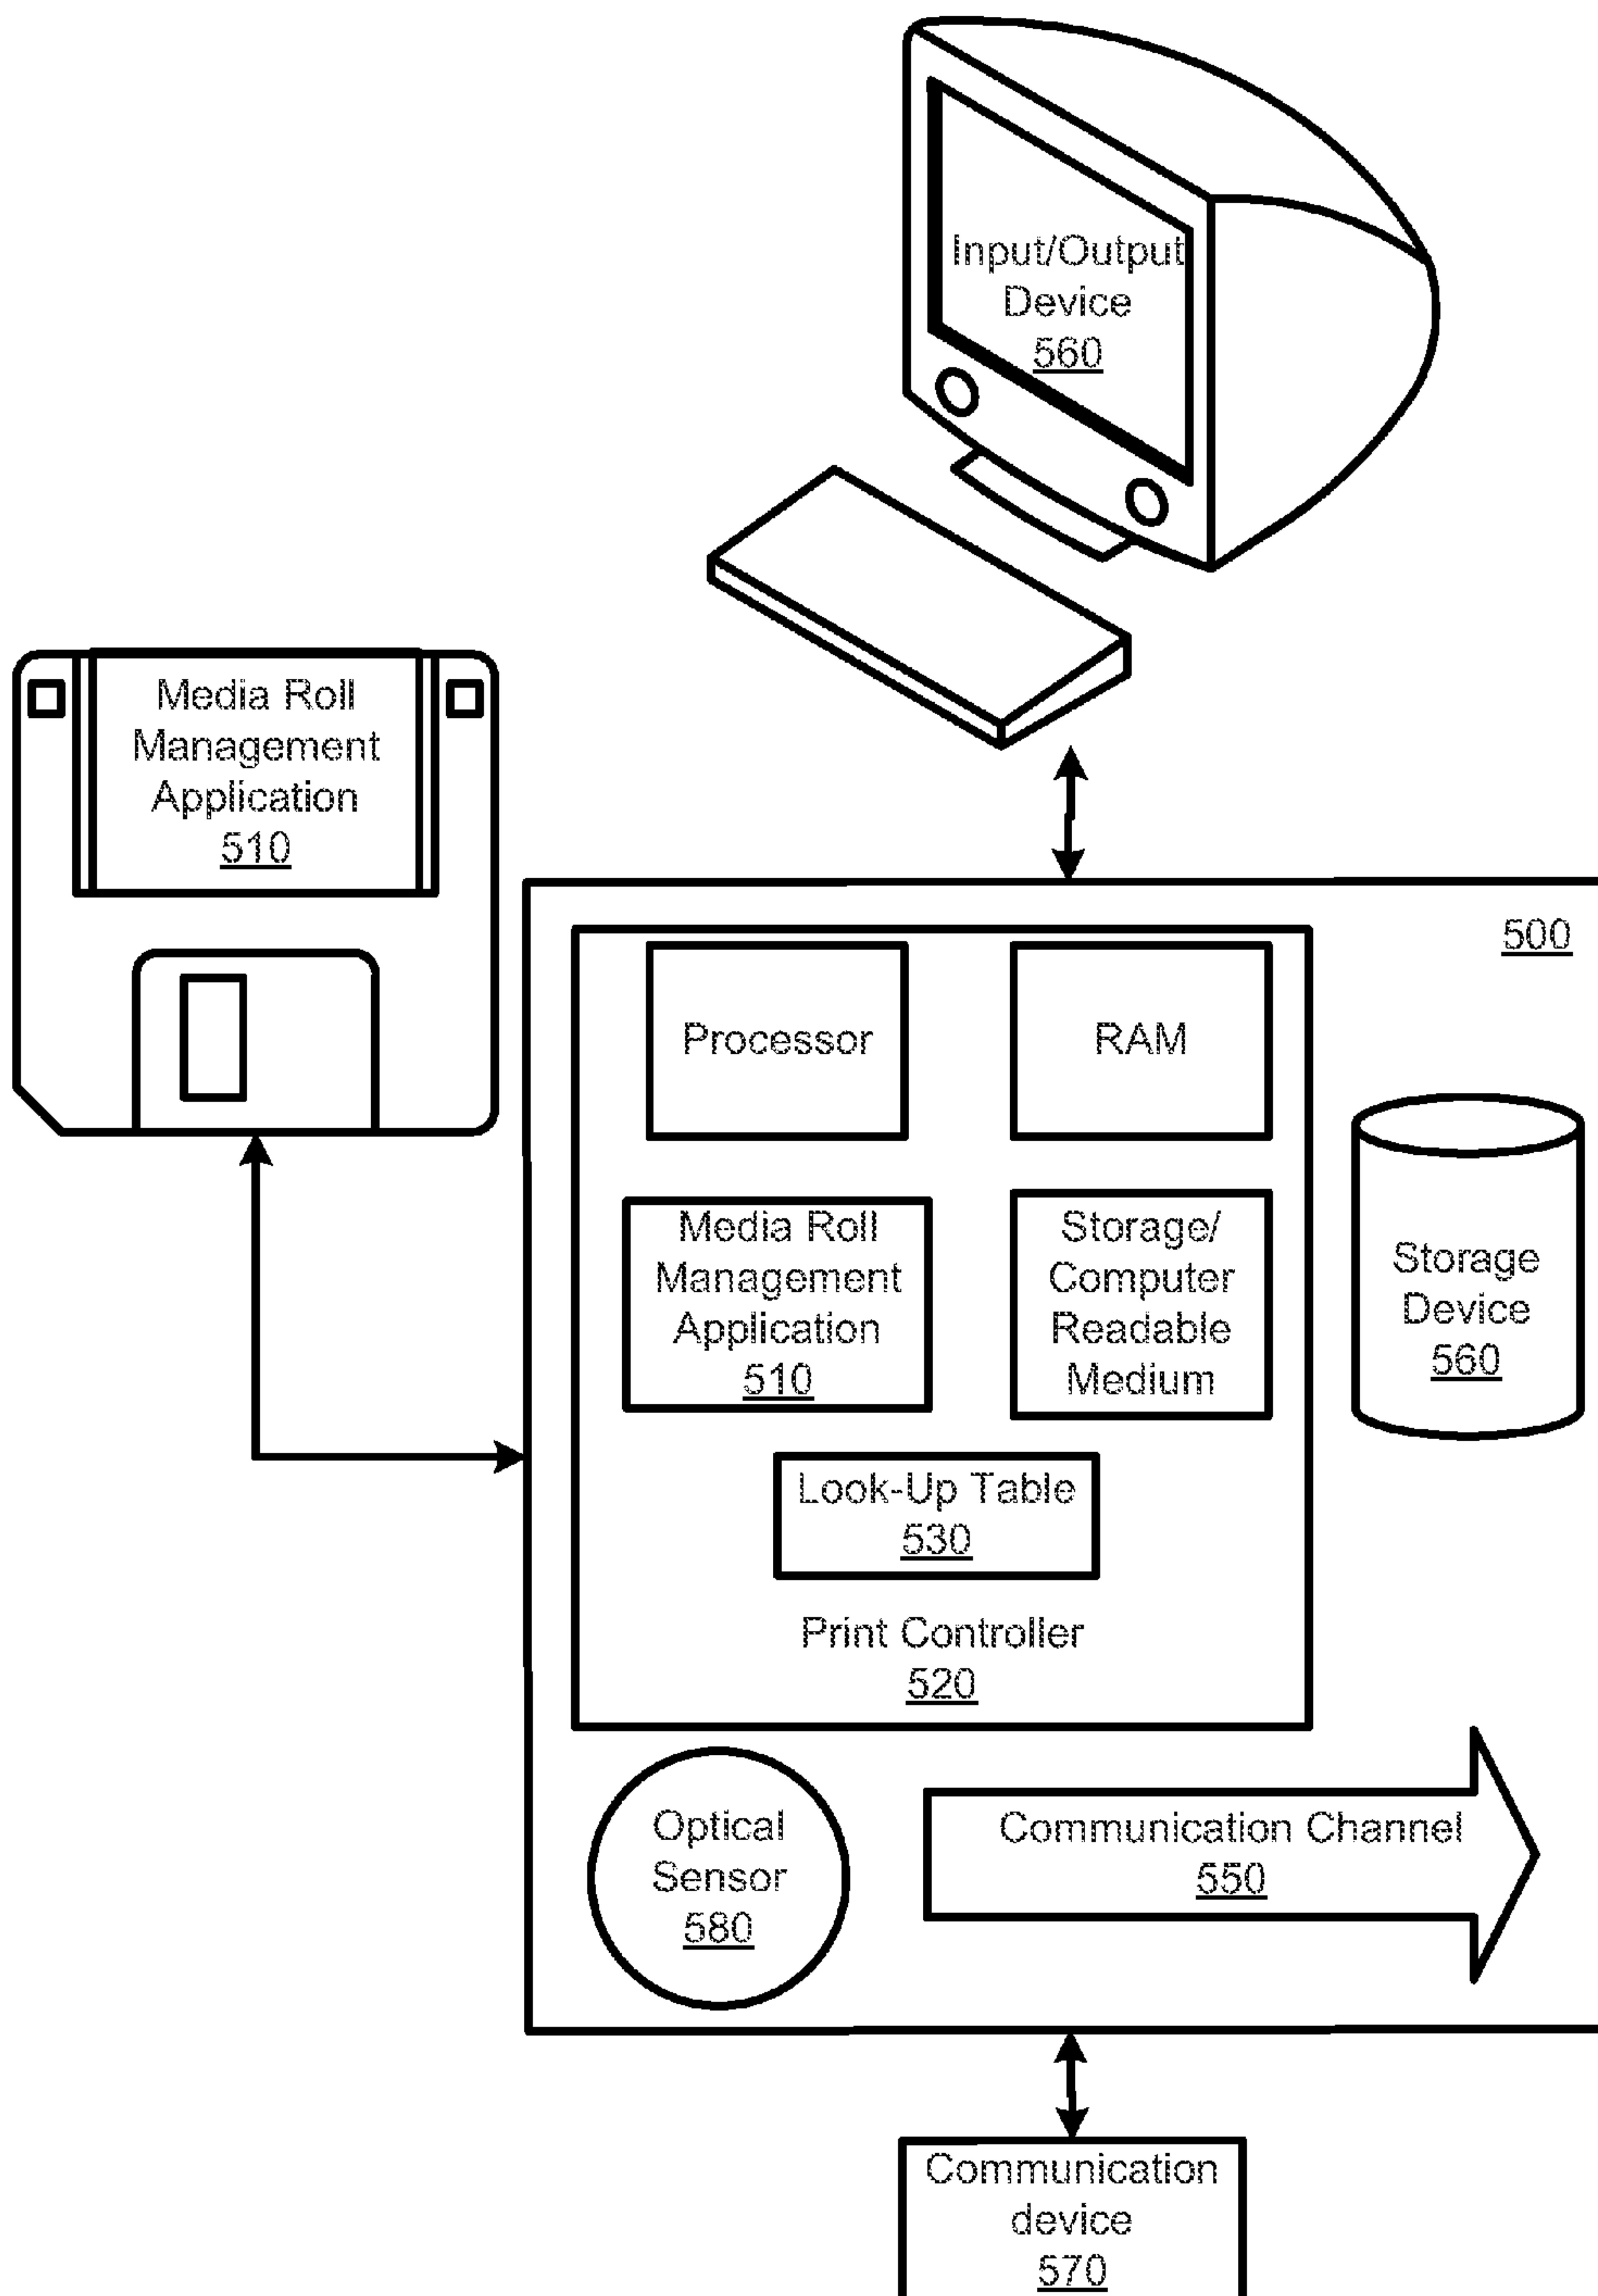 Input/Output
Device
560
Media Roll
Management
Application
510
500
Processor
RAM
Media Roll
Management
Application
510
Storage/
Computer
Readable
Medium
Storage
Device
560
Look-Up Table
530
Print Controller
520
Optical
Sensor
580
Communication Channel
550
Communication
device
570